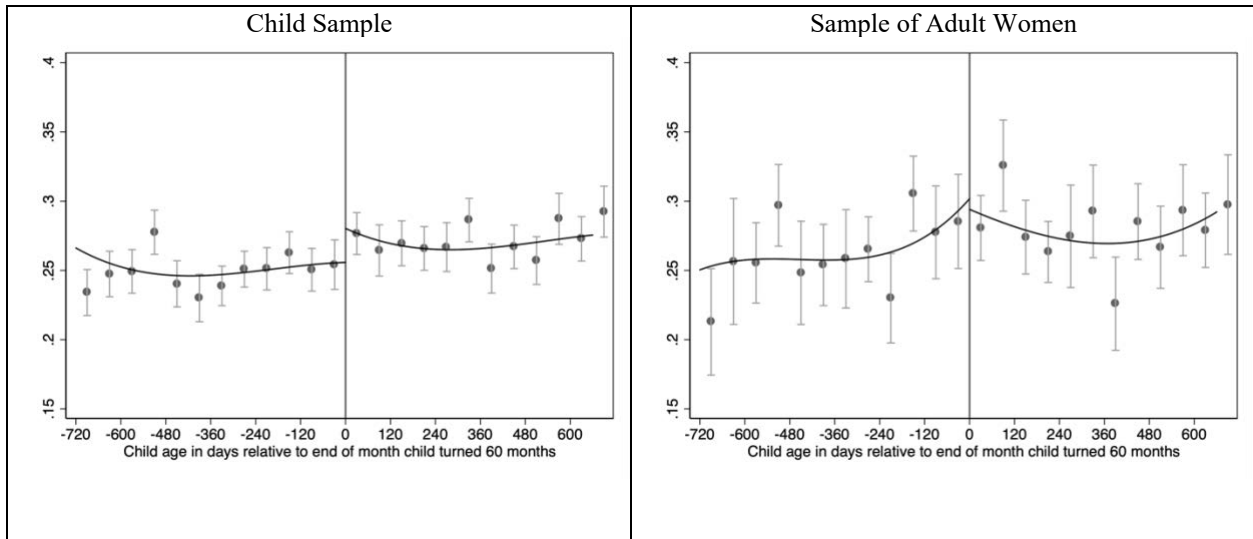 Child Sample
.4
.35
.3
.25
.2
.15
-720 -600 -480 -360 -240 -120 0 120 240 360 480 600
Child age in days relative to end of month child turned 60 months
Sample of Adult Women
.4
.35
.3
.25
.2
.15
-720 -600 -480 -360 -240 -120 0 120 240 360 480 600
Child age in days relative to end of month child turned 60 months